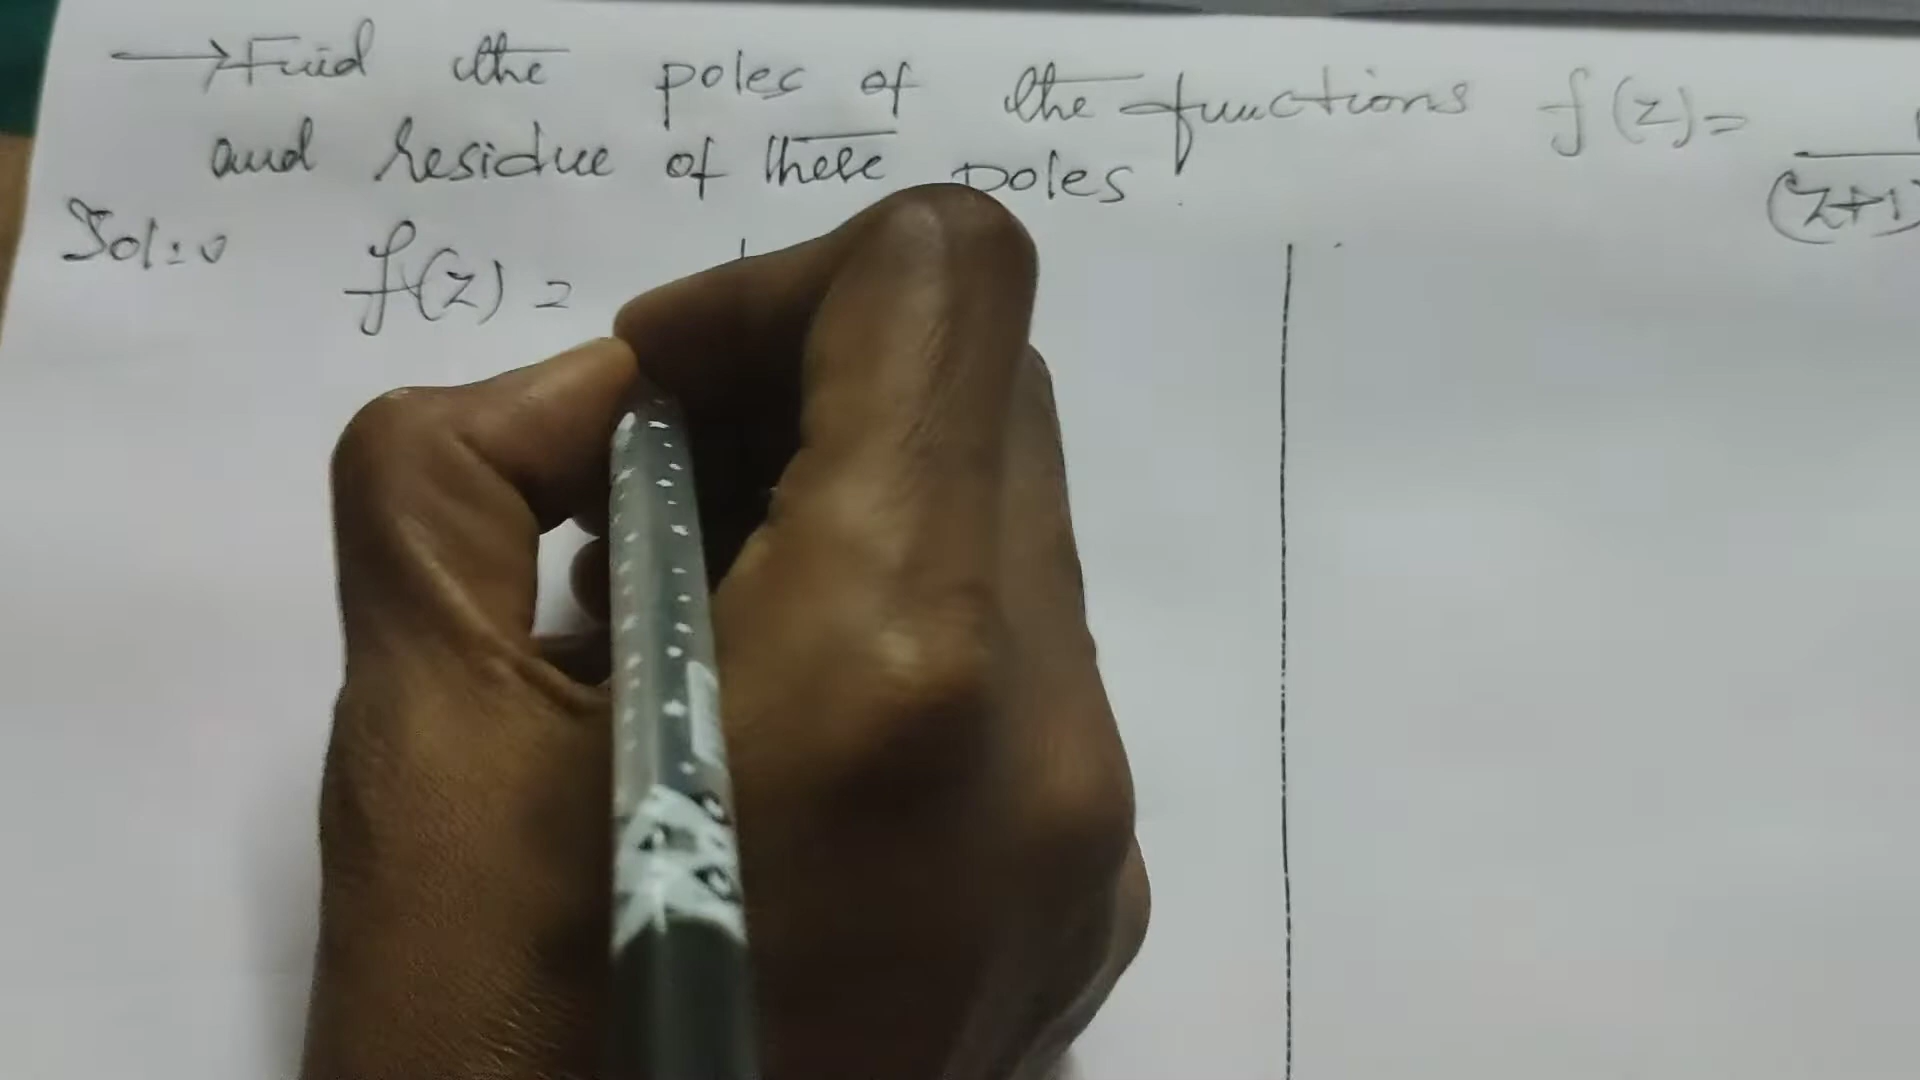 →Find the poles of the functions f(z)=
and residue of these poles
(z+1)
Sol:
f(z) =